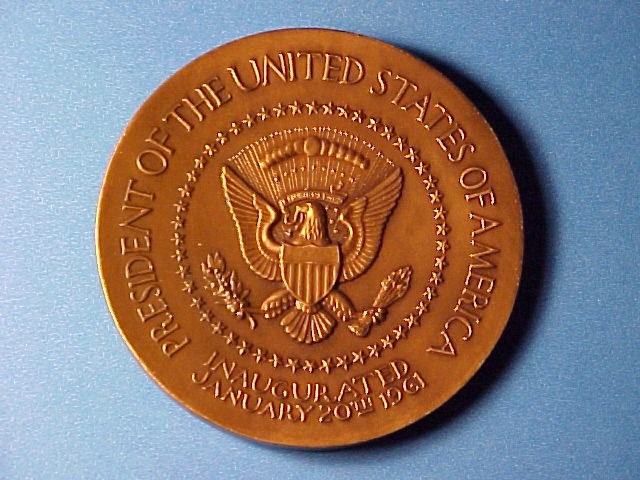 PRESIDENT OF THE UNITED STATES OF AMERICA
INAUGURATED
JANUARY 20TH 1961